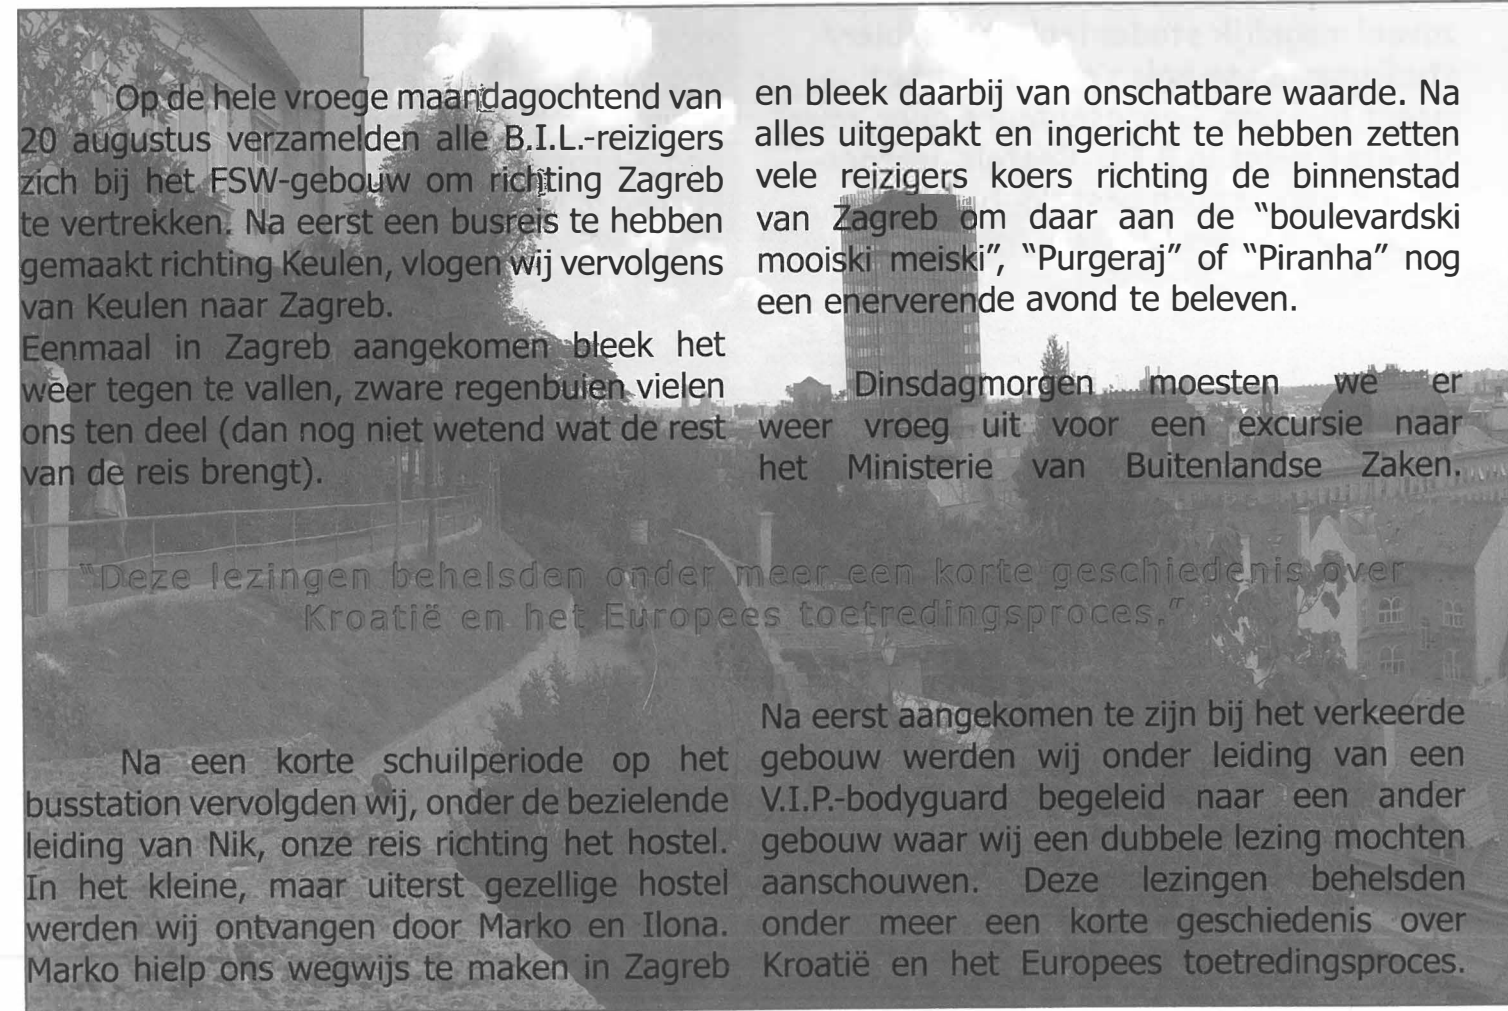 Op de hele vroege maandagochtend van
20 augustus verzamelden alle B.I.L.-reizigers
zich bij het FSW-gebouw om richting Zagreb
te vertrekken. Na eerst een busreis te hebben
gemaakt richting Keulen, vlogen wij vervolgens
van Keulen naar Zagreb.
Eenmaal in Zagreb aangekomen bleek het
weer tegen te vallen, zware regenbuien vielen
ons ten deel (dan nog niet wetend wat de rest
van de reis brengt).
"Deze lezingen behelsden onder meer een korte geschiedenis over
Kroatië en het Europees toetredingsproces."
Na een korte schuilperiode op het
busstation vervolgden wij, onder de bezielende
leiding van Nik, onze reis richting het hostel.
In het kleine, maar uiterst gezellige hostel
werden wij ontvangen door Marko en Ilona.
Marko hielp ons wegwijs te maken in Zagreb
en bleek daarbij van onschatbare waarde. Na
alles uitgepakt en ingericht te hebben zetten
vele reizigers koers richting de binnenstad
van Zagreb om daar aan de "boulevardski
mooiski meiski", "Purgeraj" of "Piranha" nog
een enerverende avond te beleven.
Dinsdagmorgen moesten we er
weer vroeg uit voor een excursie naar
het Ministerie van Buitenlandse Zaken.
Na eerst aangekomen te zijn bij het verkeerde
gebouw werden wij onder leiding van een
V.I.P.-bodyguard begeleid naar een ander
gebouw waar wij een dubbele lezing mochten
aanschouwen. Deze lezingen behelsden
onder meer een korte geschiedenis over
Kroatië en het Europees toetredingsproces.